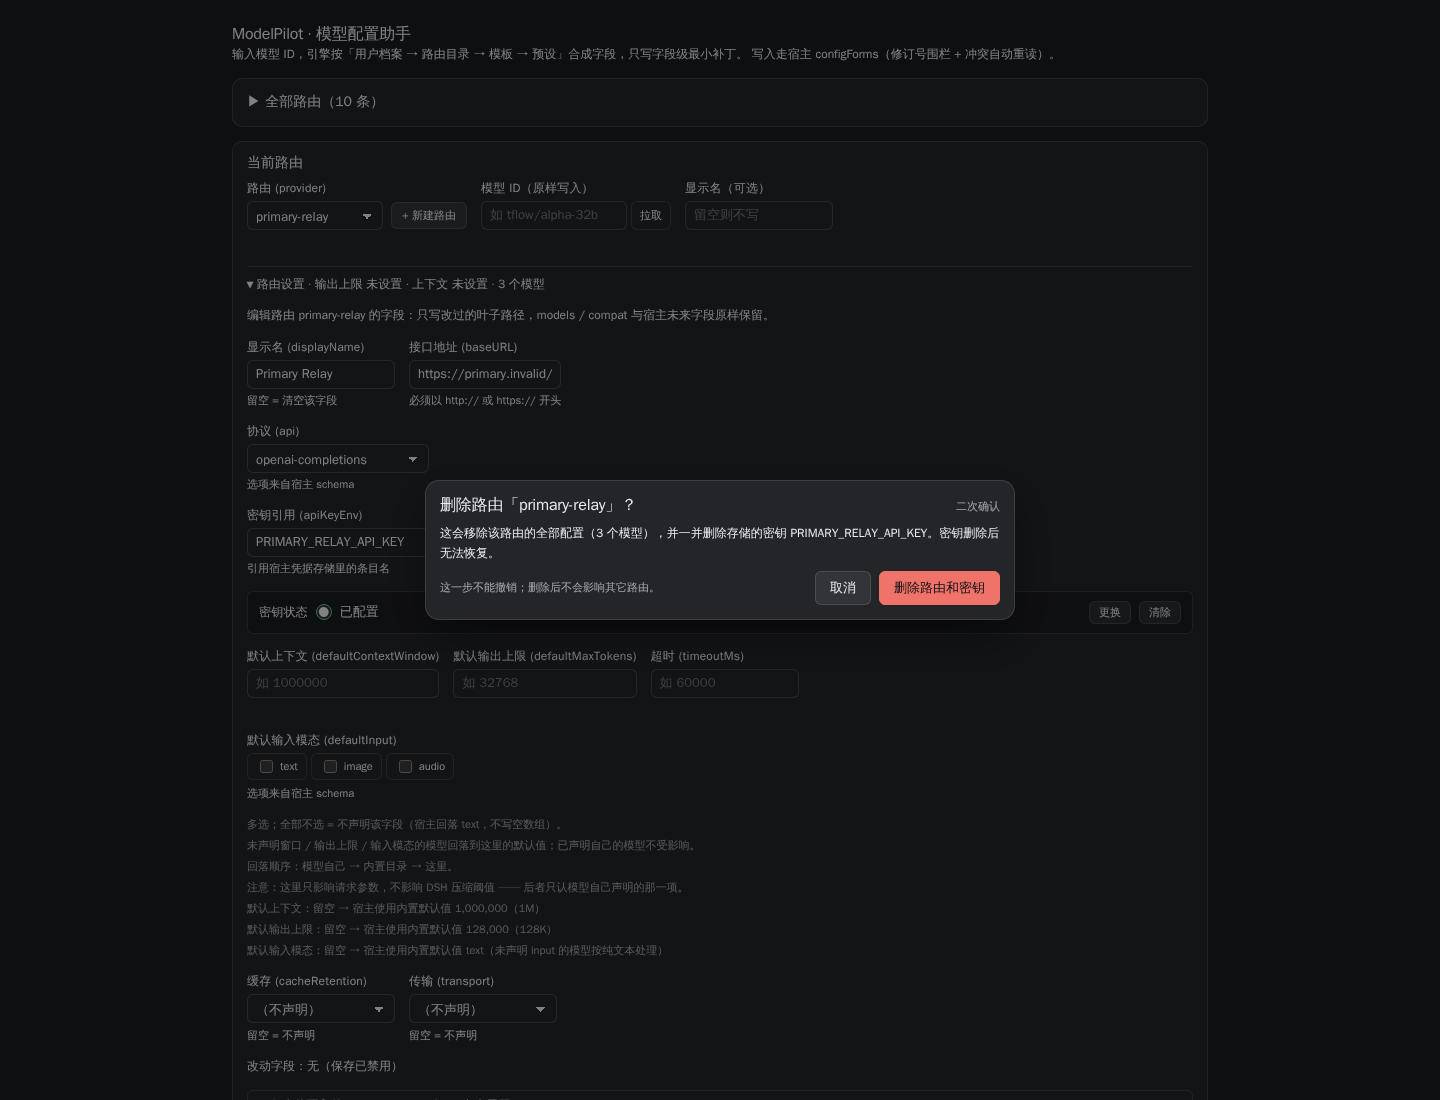 ModelPilot · 模型配置助手
输入模型 ID，引擎按「用户档案 → 路由目录 → 模板 → 预设」合成字段，只写字段级最小补丁。 写入走宿主 configForms（修订号围栏 + 冲突自动重读）。
▶ 全部路由（10 条）
当前路由
路由 (provider) 模型 ID（原样写入） 显示名（可选）
primary-relay + 新建路由 如 tflow/alpha-32b 拉取 留空则不写
▼ 路由设置 · 输出上限 未设置 · 上下文 未设置 · 3 个模型
编辑路由 primary-relay 的字段：只写改过的叶子路径，models / compat 与宿主未来字段原样保留。
显示名 (displayName) 接口地址 (baseURL)
Primary Relay https://primary.invalid/
留空 = 清空该字段 必须以 http:// 或 https:// 开头
协议 (api)
openai-completions
选项来自宿主 schema
密钥引用 (apiKeyEnv)
PRIMARY_RELAY_API_KEY
引用宿主凭据存储里的条目名
删除路由「primary-relay」？ 二次确认
这会移除该路由的全部配置（3 个模型），并一并删除存储的密钥 PRIMARY_RELAY_API_KEY。密钥删除后
无法恢复。
这一步不能撤销；删除后不会影响其它路由。 取消 删除路由和密钥
密钥状态 已配置 更换 清除
默认上下文 (defaultContextWindow) 默认输出上限 (defaultMaxTokens) 超时 (timeoutMs)
如 1000000 如 32768 如 60000
默认输入模态 (defaultInput)
text image audio
选项来自宿主 schema
多选；全部不选 = 不声明该字段（宿主回落 text，不写空数组）。
未声明窗口 / 输出上限 / 输入模态的模型回落到这里的默认值；已声明自己的模型不受影响。
回落顺序：模型自己 → 内置目录 → 这里。
注意：这里只影响请求参数，不影响 DSH 压缩阈值 —— 后者只认模型自己声明的那一项。
默认上下文：留空 → 宿主使用内置默认值 1,000,000（1M）
默认输出上限：留空 → 宿主使用内置默认值 128,000（128K）
默认输入模态：留空 → 宿主使用内置默认值 text（未声明 input 的模型按纯文本处理）
缓存 (cacheRetention) 传输 (transport)
（不声明） （不声明）
留空 = 不声明 留空 = 不声明
改动字段：无（保存已禁用）